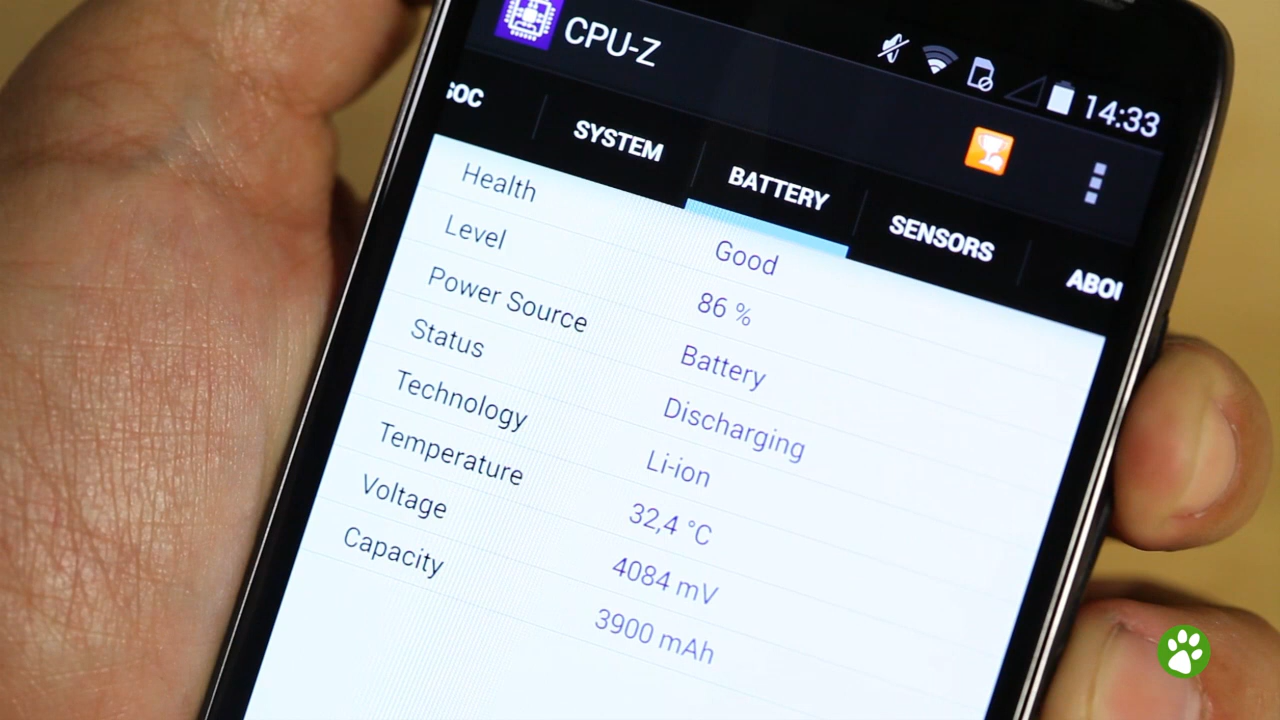 CPU-Z
14:33
SOC SYSTEM BATTERY SENSORS ABOU
Health Good
Level 86 %
Power Source Battery
Status Discharging
Technology Li-ion
Temperature 32,4 °C
Voltage 4084 mV
Capacity 3900 mAh